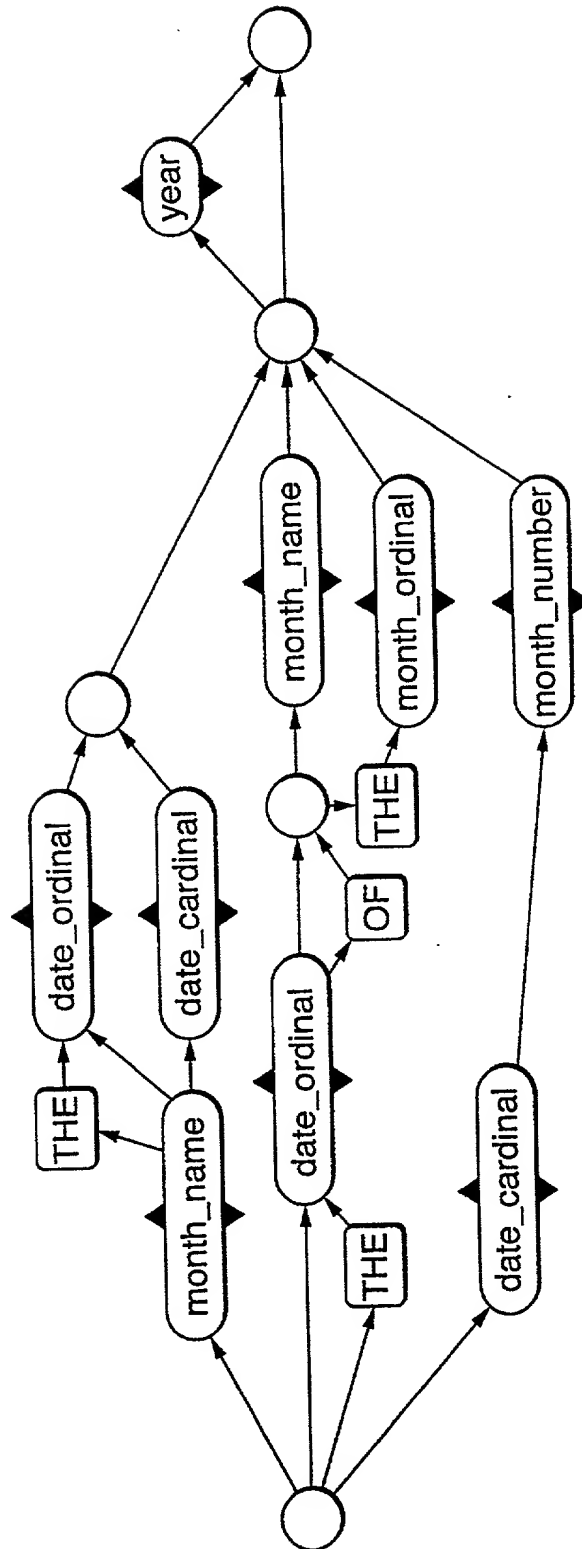 year
THE
date_ordinal
month_name
date_cardinal
THE
date_ordinal
OF
THE
month_name
month_ordinal
date_cardinal
month_number